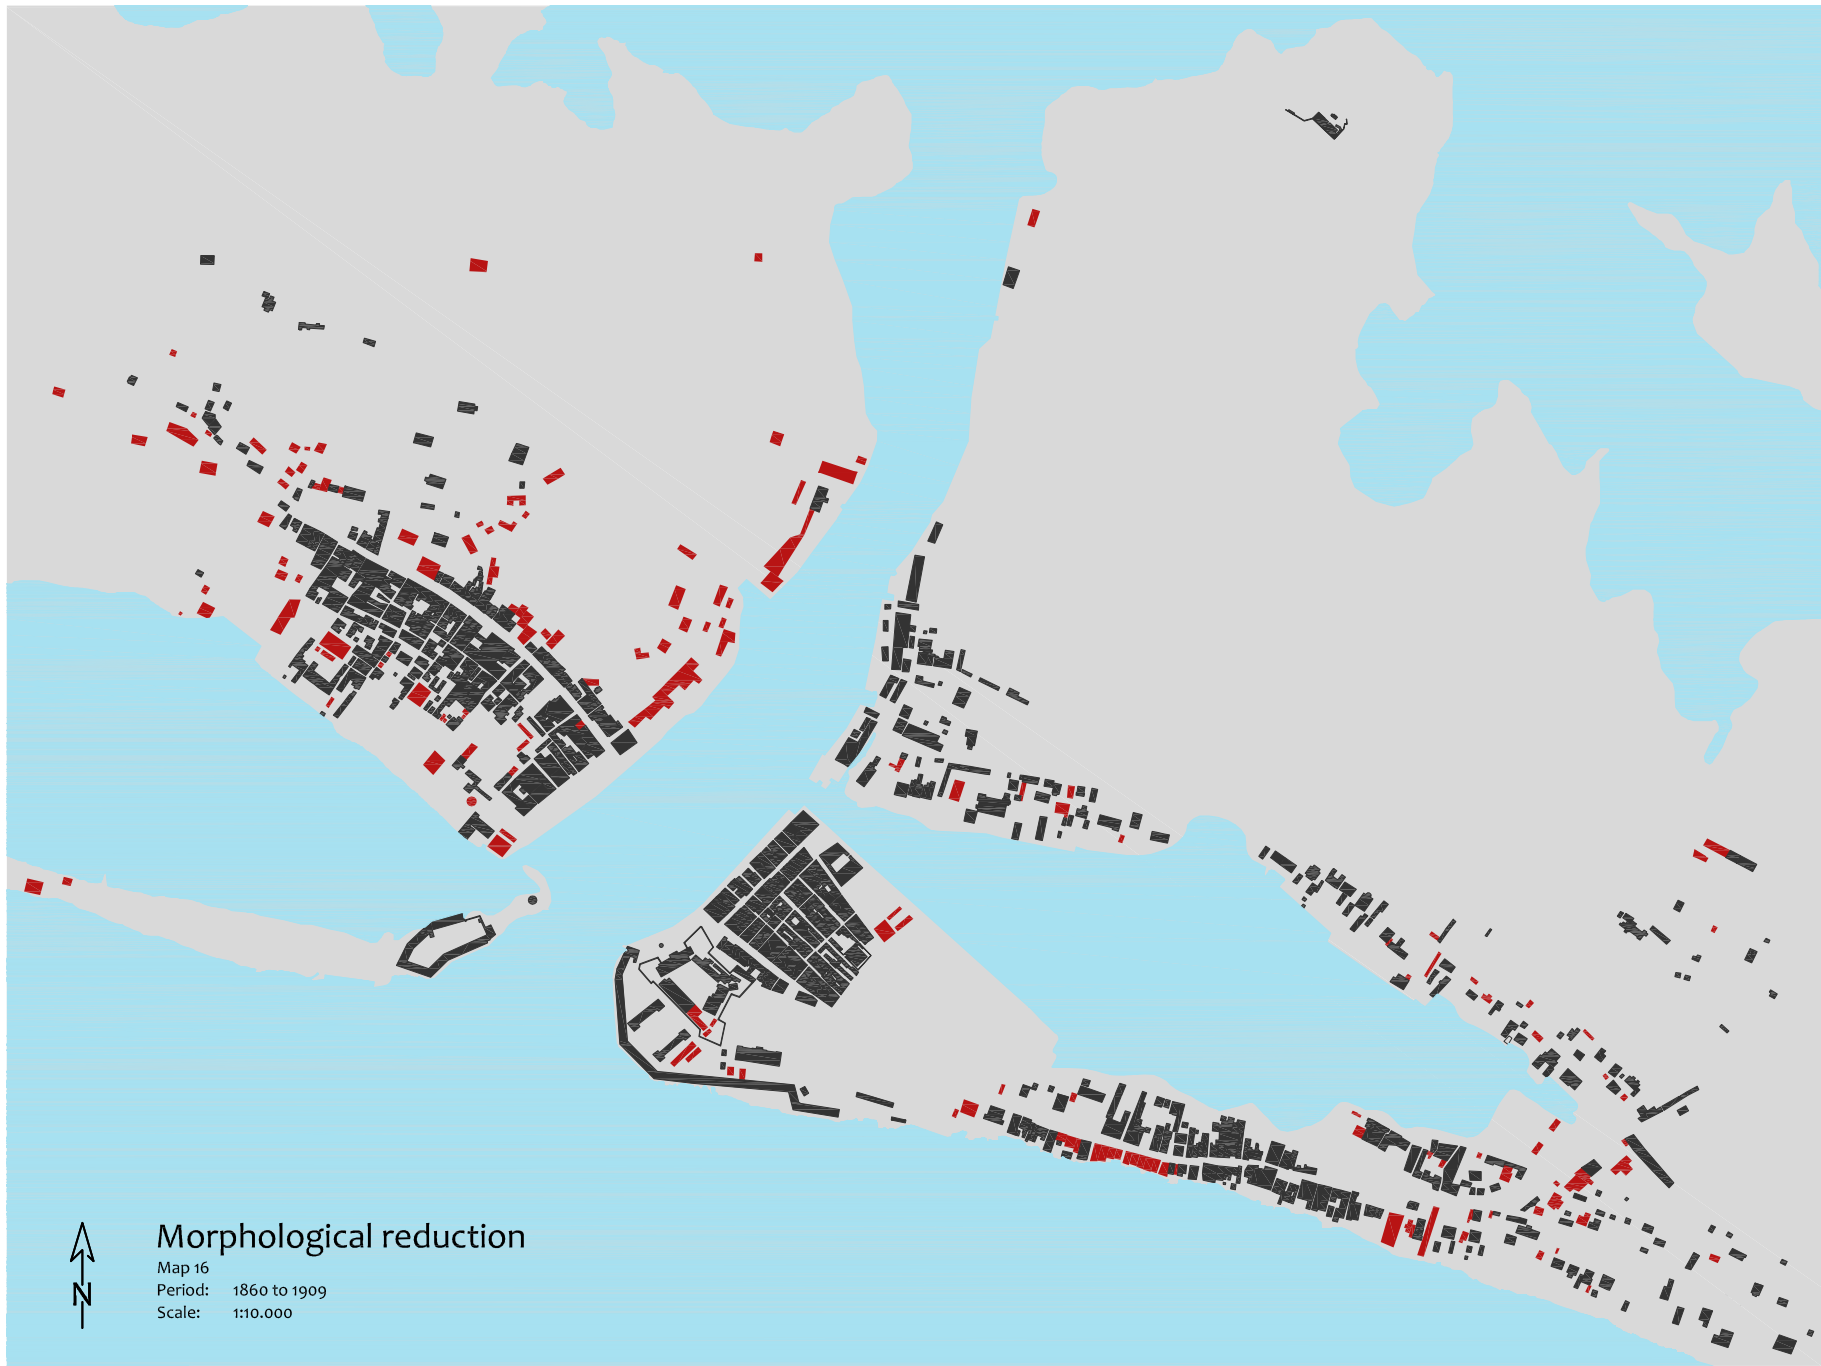 Morphological reduction
Map 16
Period: 1860 to 1909
Scale: 1:10.000
N